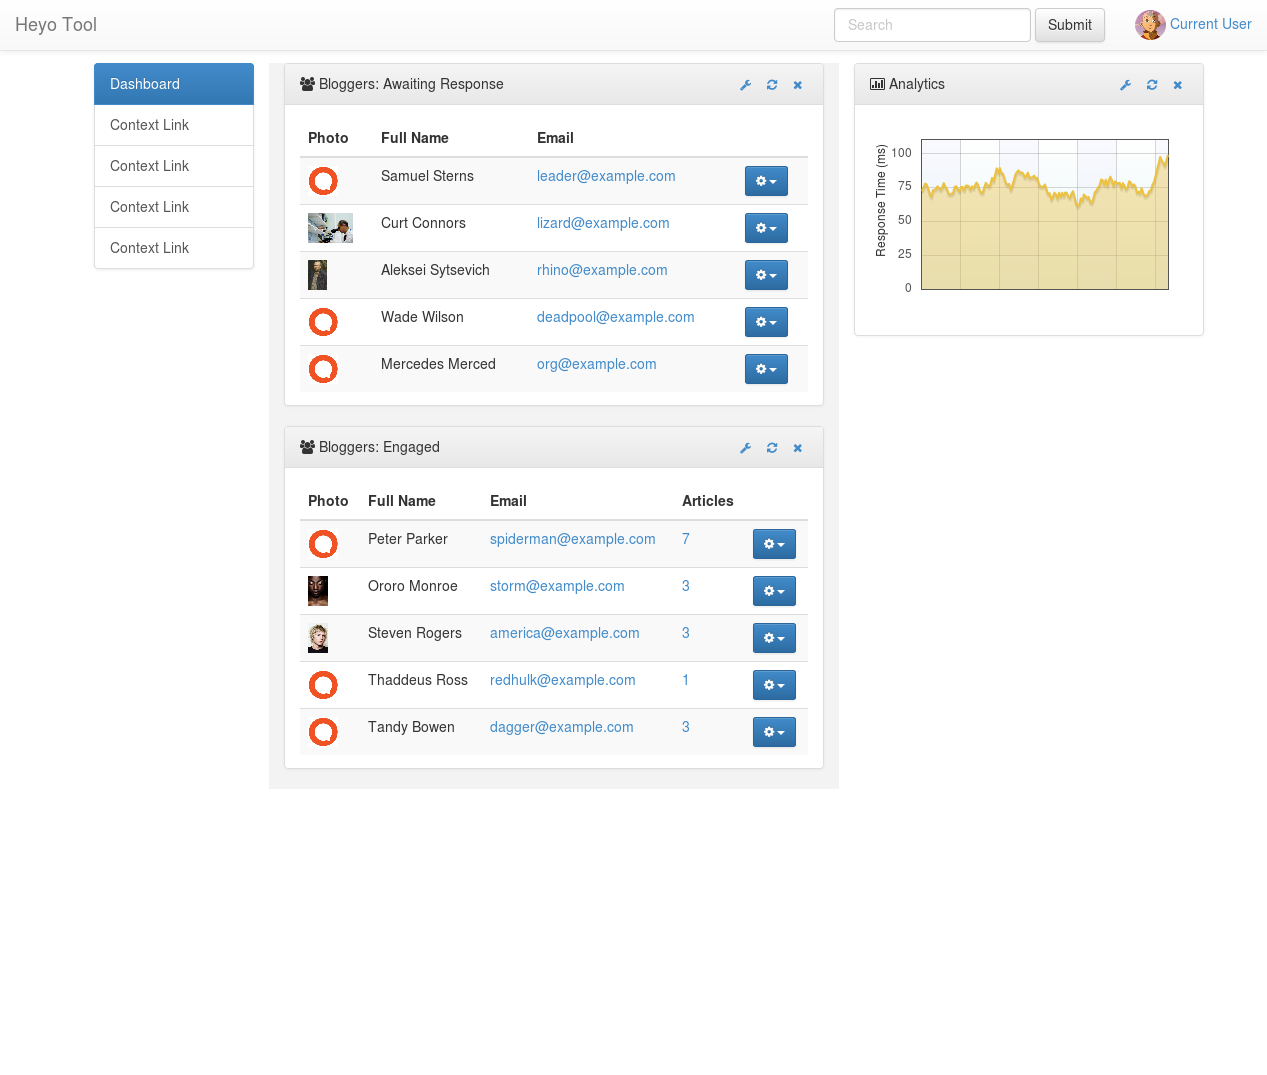 Heyo Tool
Search
Submit
Current User
Dashboard
Context Link
Context Link
Context Link
Context Link
Bloggers: Awaiting Response
Photo Full Name Email
Samuel Sterns leader@example.com
Curt Connors lizard@example.com
Aleksei Sytsevich rhino@example.com
Wade Wilson deadpool@example.com
Mercedes Merced org@example.com
Bloggers: Engaged
Photo Full Name Email Articles
Peter Parker spiderman@example.com 7
Ororo Monroe storm@example.com 3
Steven Rogers america@example.com 3
Thaddeus Ross redhulk@example.com 1
Tandy Bowen dagger@example.com 3
Analytics
Response Time (ms)
100
75
50
25
0